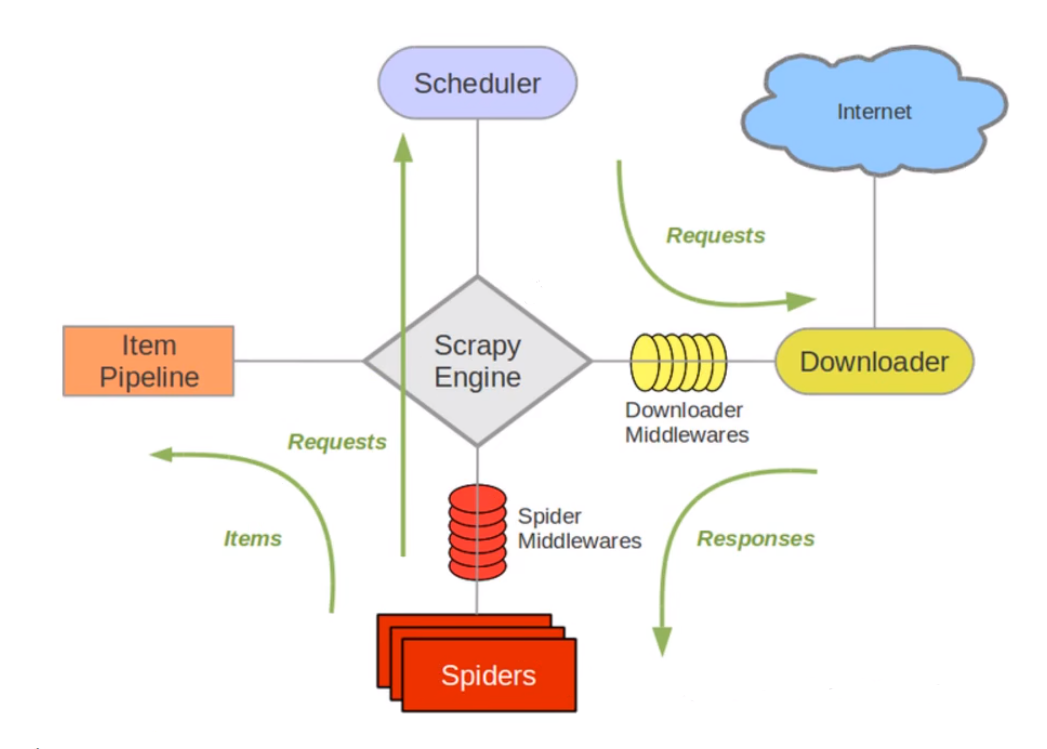 Scheduler
Internet
Requests
Item
Pipeline
Scrapy
Engine
Downloader
Downloader
Middlewares
Requests
Items
Spider
Middlewares
Responses
Spiders